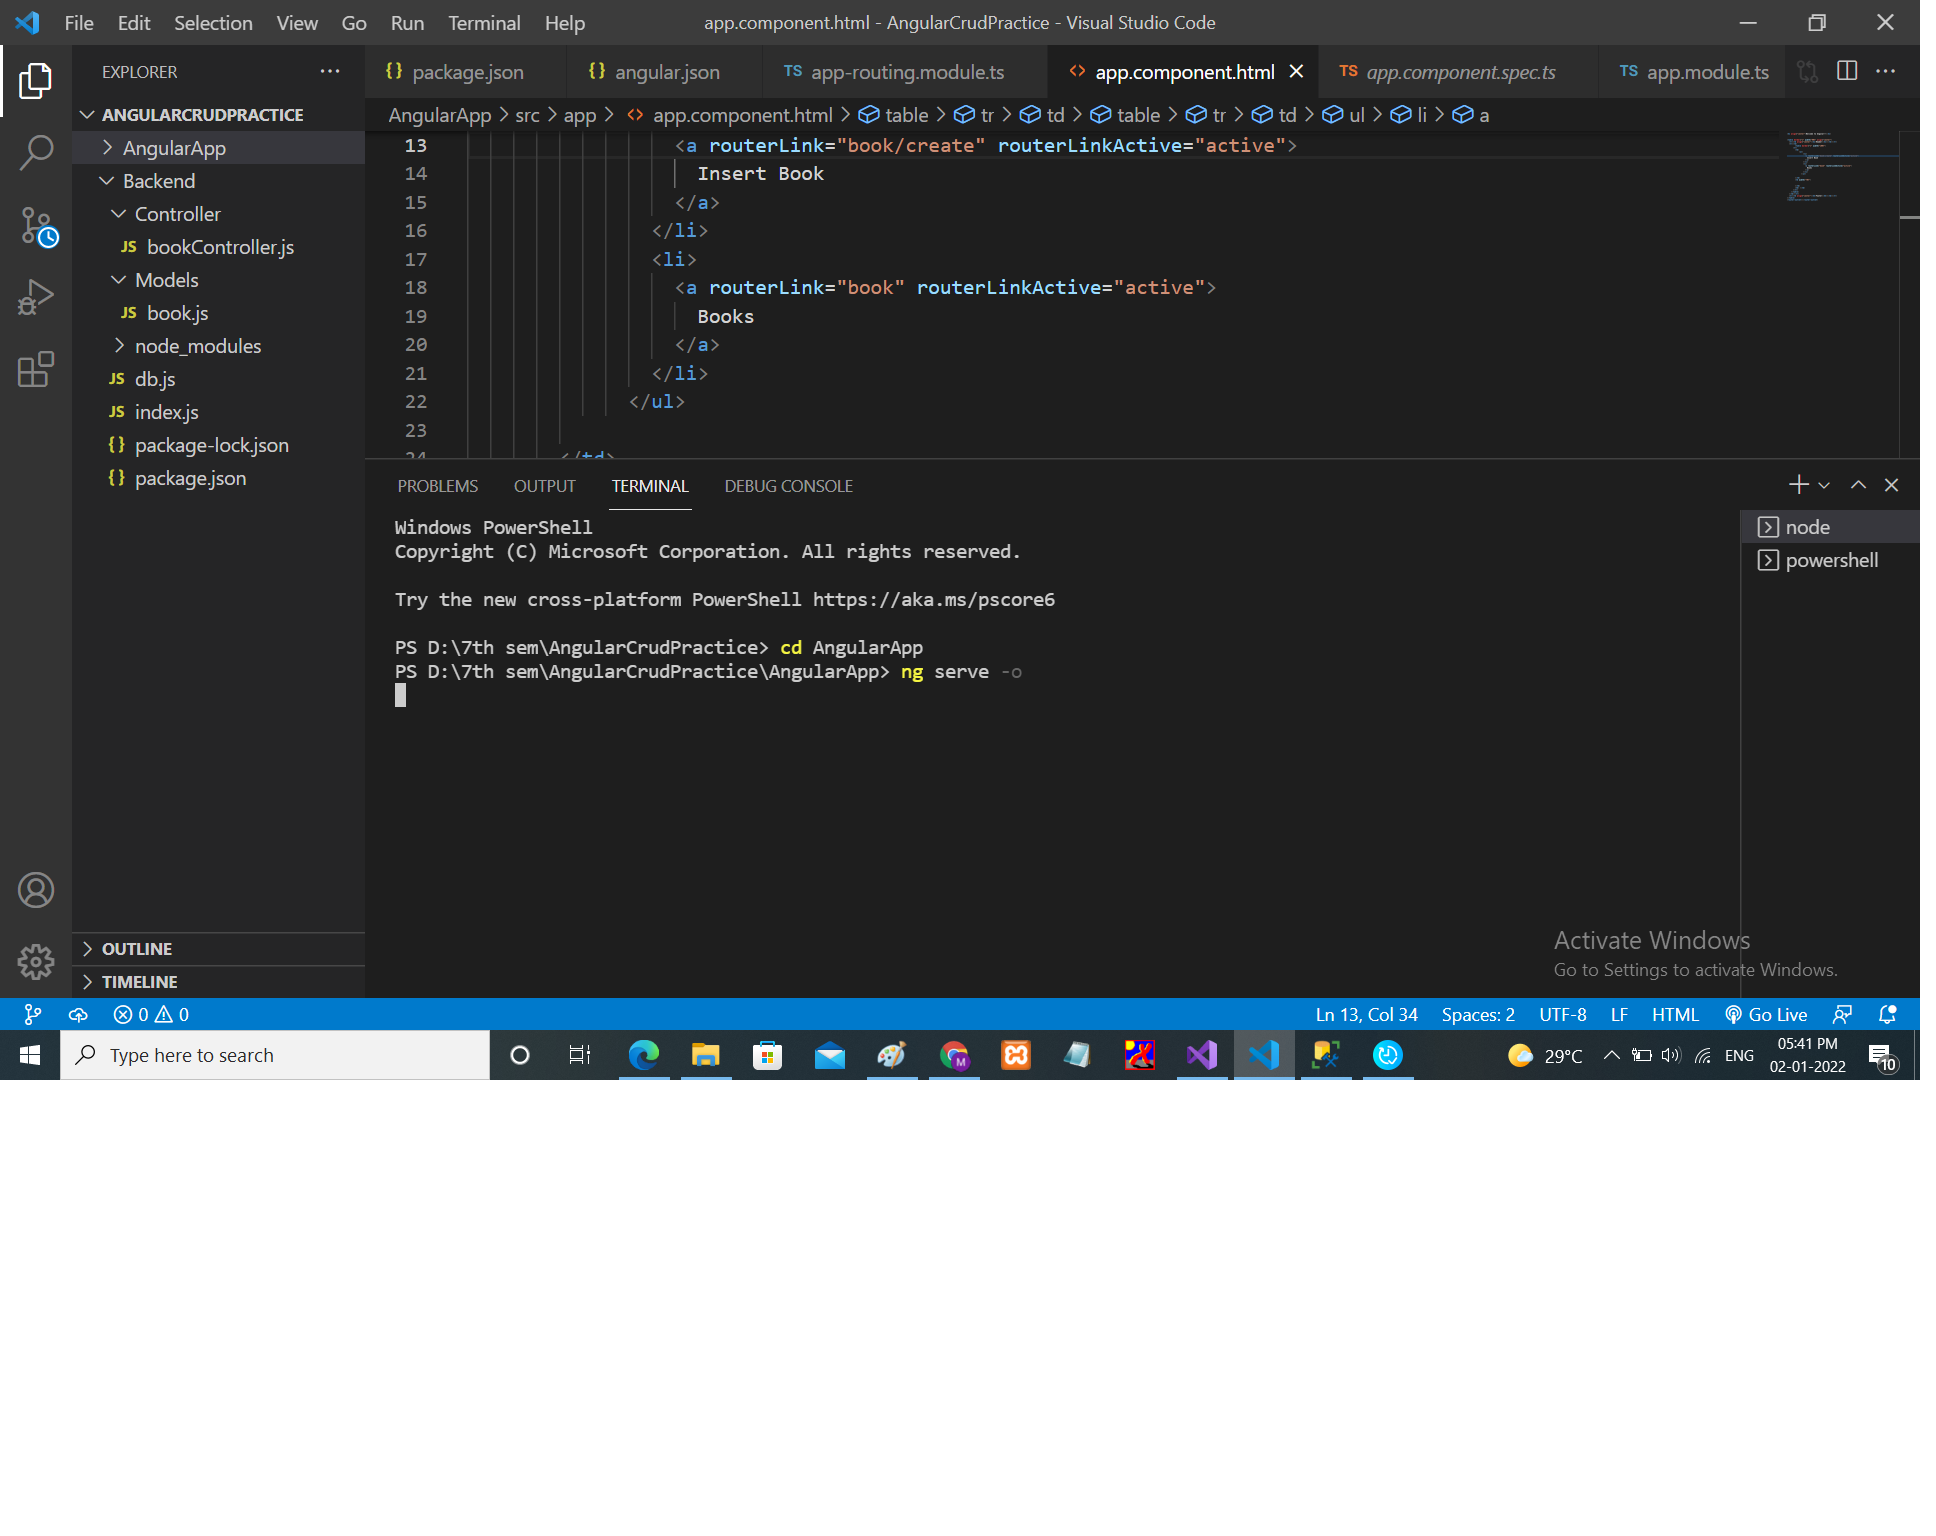 File Edit Selection View Go Run Terminal Help app.component.html - AngularCrudPractice - Visual Studio Code
EXPLORER
package.json angular.json TS app-routing.module.ts app.component.html TS app.component.spec.ts TS app.module.ts
AngularApp > src > app > app.component.html > table > tr > td > table > tr > td > ul > li > a
ANGULARCRUDPRACTICE
AngularApp
Backend
Controller
JS bookController.js
Models
JS book.js
node_modules
JS db.js
JS index.js
{} package-lock.json
{} package.json
OUTLINE
TIMELINE
13 <a routerLink="book/create" routerLinkActive="active">
14 Insert Book
15 </a>
16 </li>
17 <li>
18 <a routerLink="book" routerLinkActive="active">
19 Books
20 </a>
21 </li>
22 </ul>
23
24 </td>
PROBLEMS OUTPUT TERMINAL DEBUG CONSOLE
Windows PowerShell
Copyright (C) Microsoft Corporation. All rights reserved.
Try the new cross-platform PowerShell https://aka.ms/pscore6
PS D:\7th sem\AngularCrudPractice> cd AngularApp
PS D:\7th sem\AngularCrudPractice\AngularApp> ng serve -o
node
powershell
Activate Windows
Go to Settings to activate Windows.
0 0 Ln 13, Col 34 Spaces: 2 UTF-8 LF HTML Go Live
Type here to search
29°C ENG 05:41 PM
02-01-2022
10